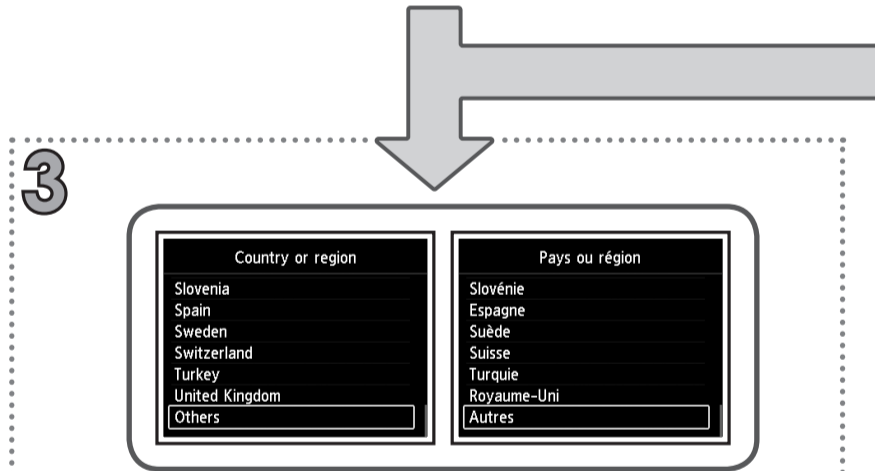 3
Country or region
Slovenia
Spain
Sweden
Switzerland
Turkey
United Kingdom
Others
Pays ou région
Slovénie
Espagne
Suède
Suisse
Turquie
Royaume-Uni
Autres